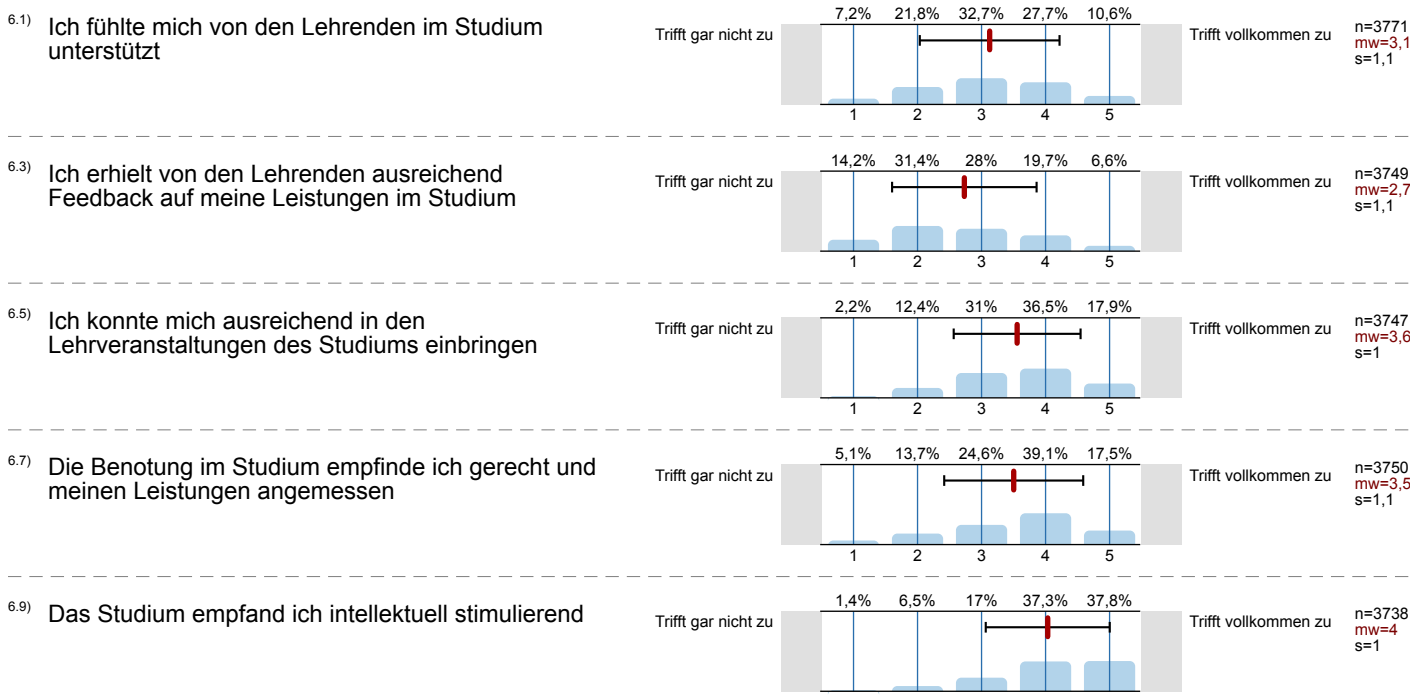 6.1) Ich fühlte mich von den Lehrenden im Studium
unterstützt
Trifft gar nicht zu
7,2% 21,8% 32,7% 27,7% 10,6%
1 2 3 4 5
Trifft vollkommen zu
n=3771
mw=3,1
s=1,1
6.3) Ich erhielt von den Lehrenden ausreichend
Feedback auf meine Leistungen im Studium
Trifft gar nicht zu
14,2% 31,4% 28% 19,7% 6,6%
1 2 3 4 5
Trifft vollkommen zu
n=3749
mw=2,7
s=1,1
6.5) Ich konnte mich ausreichend in den
Lehrveranstaltungen des Studiums einbringen
Trifft gar nicht zu
2,2% 12,4% 31% 36,5% 17,9%
1 2 3 4 5
Trifft vollkommen zu
n=3747
mw=3,6
s=1
6.7) Die Benotung im Studium empfinde ich gerecht und
meinen Leistungen angemessen
Trifft gar nicht zu
5,1% 13,7% 24,6% 39,1% 17,5%
1 2 3 4 5
Trifft vollkommen zu
n=3750
mw=3,5
s=1,1
6.9) Das Studium empfand ich intellektuell stimulierend
Trifft gar nicht zu
1,4% 6,5% 17% 37,3% 37,8%
Trifft vollkommen zu
n=3738
mw=4
s=1